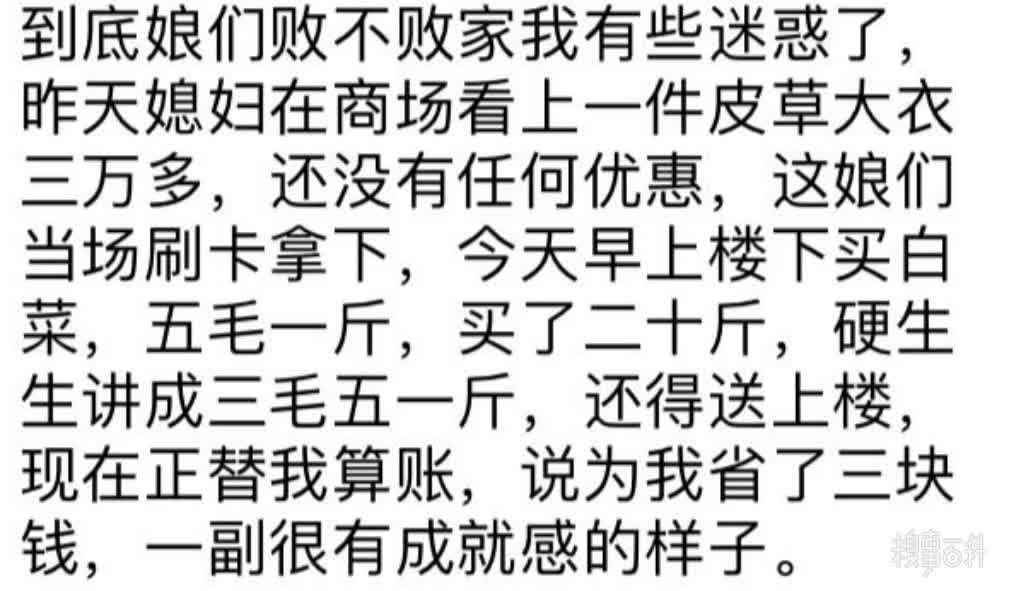 到底娘们败不败家我有些迷惑了，
昨天媳妇在商场看上一件皮草大衣
三万多，还没有任何优惠，这娘们
当场刷卡拿下，今天早上楼下买白
菜，五毛一斤，买了二十斤，硬生
生讲成三毛五一斤，还得送上楼，
现在正替我算账，说为我省了三块
钱，一副很有成就感的样子。